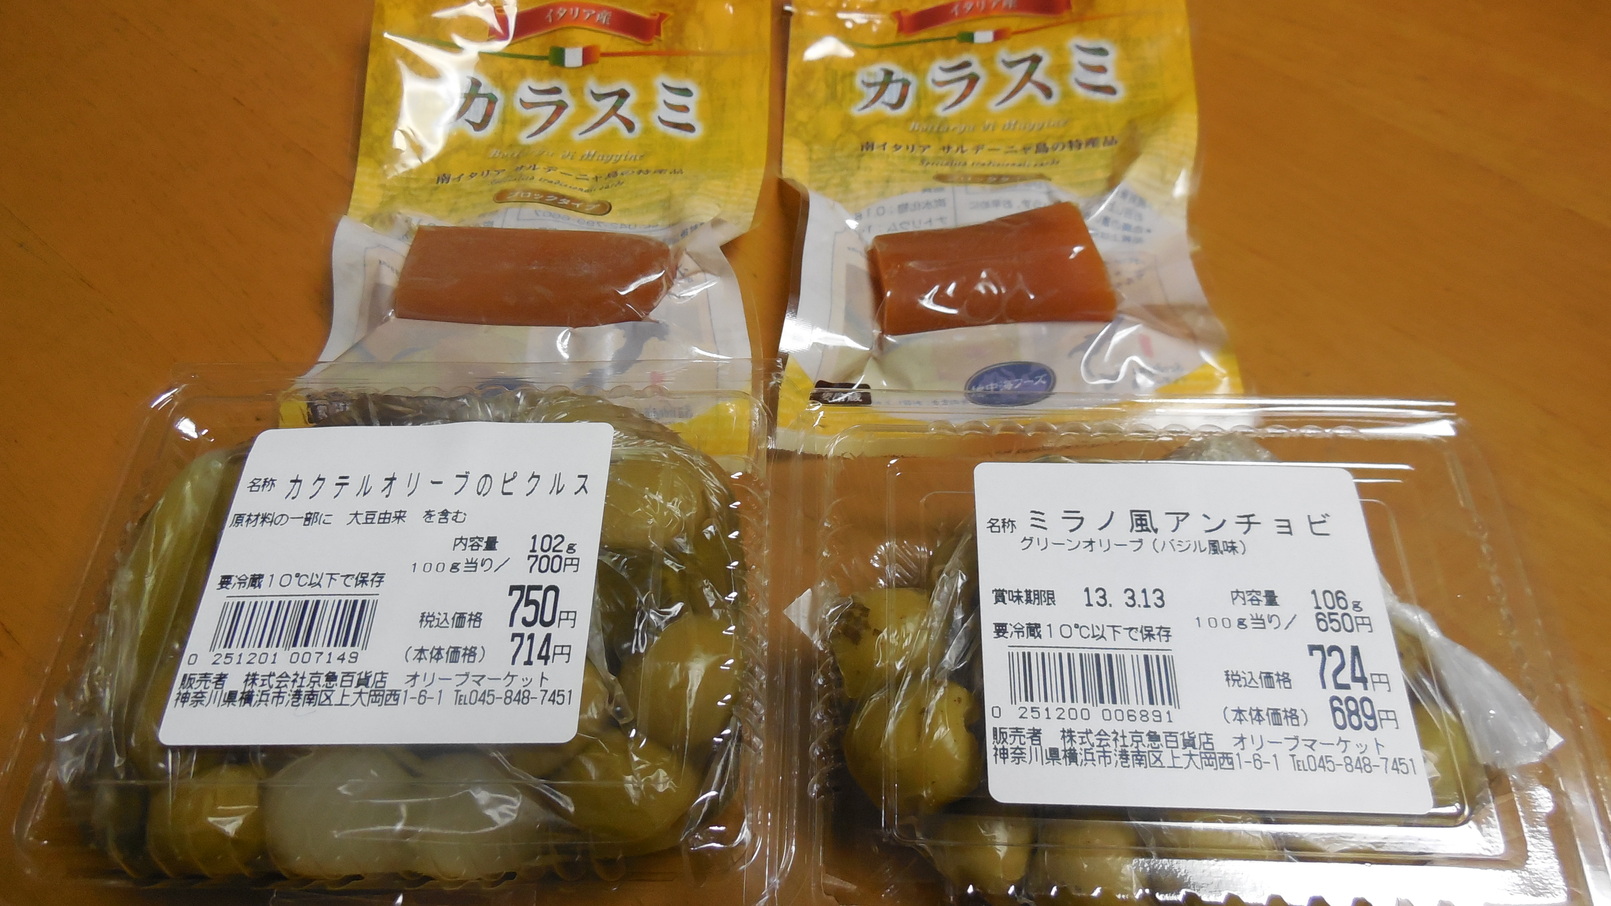 イタリア産
カラスミ
Bottarga di Muggine
南イタリア サルデーニャ島の特産品
ブロックタイプ
イタリア産
カラスミ
Bottarga di Muggine
南イタリア サルデーニャ島の特産品
地中海フーズ
名称 カクテルオリーブのピクルス
原材料の一部に 大豆由来 を含む
内容量 102g
100g当り／ 700円
要冷蔵10℃以下で保存
税込価格 750円
(本体価格) 714円
0 251201 007149
販売者 株式会社京急百貨店 オリーブマーケット
神奈川県横浜市港南区上大岡西1-6-1 TEL045-848-7451
名称 ミラノ風アンチョビ
グリーンオリーブ(バジル風味)
賞味期限 13. 3.13
内容量 106g
100g当り／ 650円
要冷蔵10℃以下で保存
税込価格 724円
(本体価格) 689円
0 251200 006891
販売者 株式会社京急百貨店 オリーブマーケット
神奈川県横浜市港南区上大岡西1-6-1 TEL045-848-7451